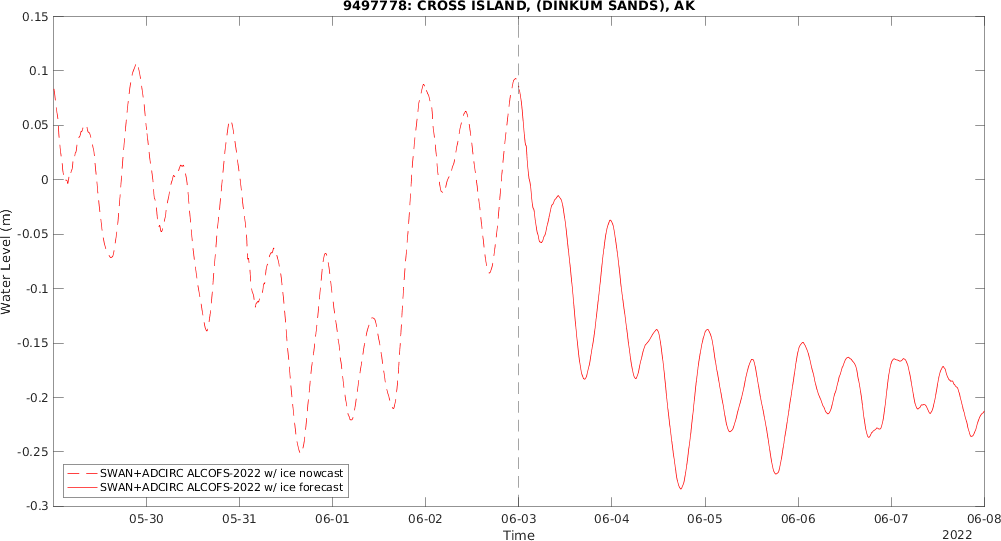 9497778: CROSS ISLAND, (DINKUM SANDS), AK
0.15
0.1
0.05
0
-0.05
-0.1
-0.15
-0.2
-0.25
-0.3
Water Level (m)
SWAN+ADCIRC ALCOFS-2022 w/ ice nowcast
SWAN+ADCIRC ALCOFS-2022 w/ ice forecast
05-30 05-31 06-01 06-02 06-03 06-04 06-05 06-06 06-07 06-08
Time
2022